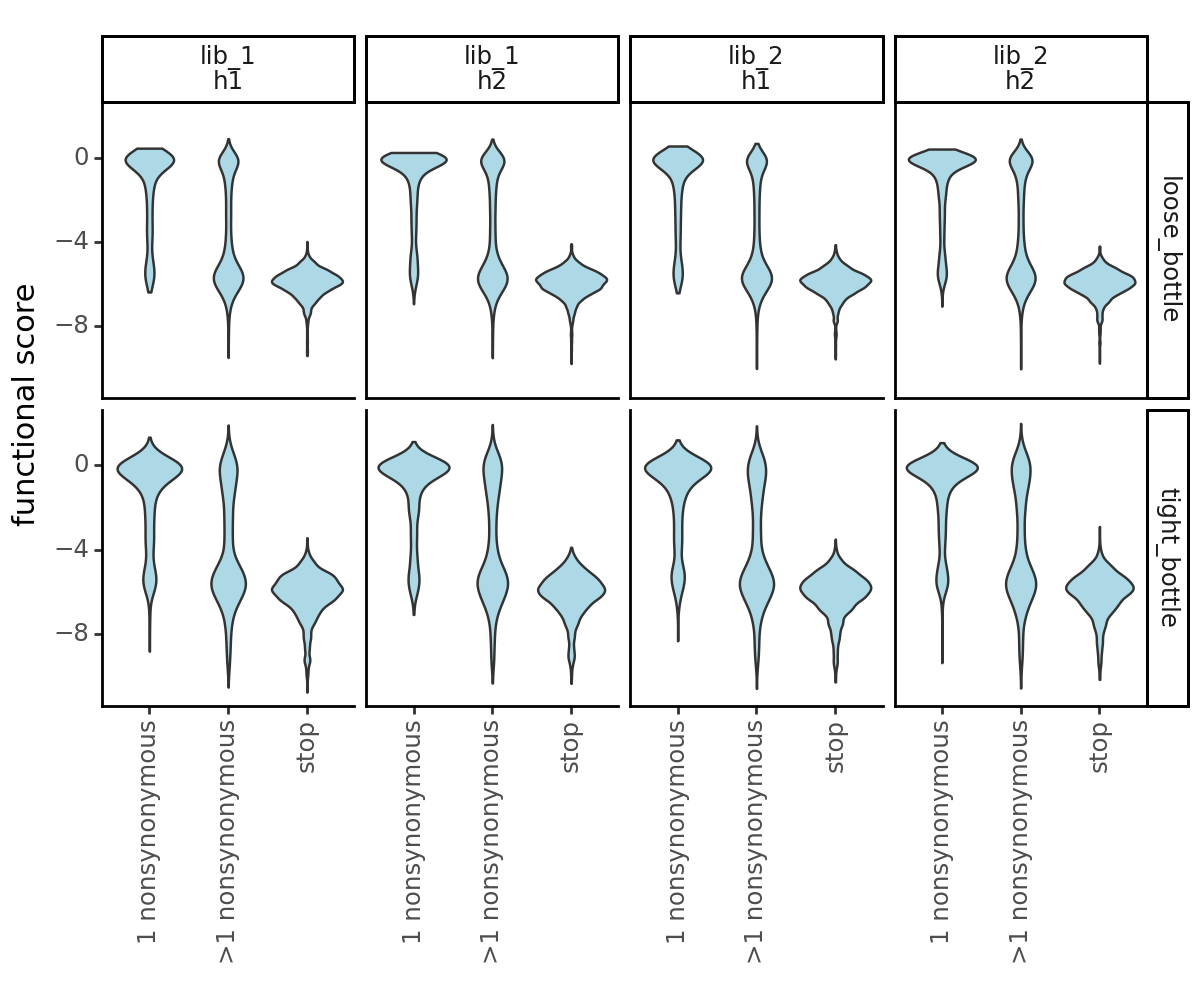 lib_1
h1
lib_1
h2
lib_2
h1
lib_2
h2
functional score
0
−4
−8
loose_bottle
0
−4
−8
tight_bottle
1 nonsynonymous
>1 nonsynonymous
stop
1 nonsynonymous
>1 nonsynonymous
stop
1 nonsynonymous
>1 nonsynonymous
stop
1 nonsynonymous
>1 nonsynonymous
stop